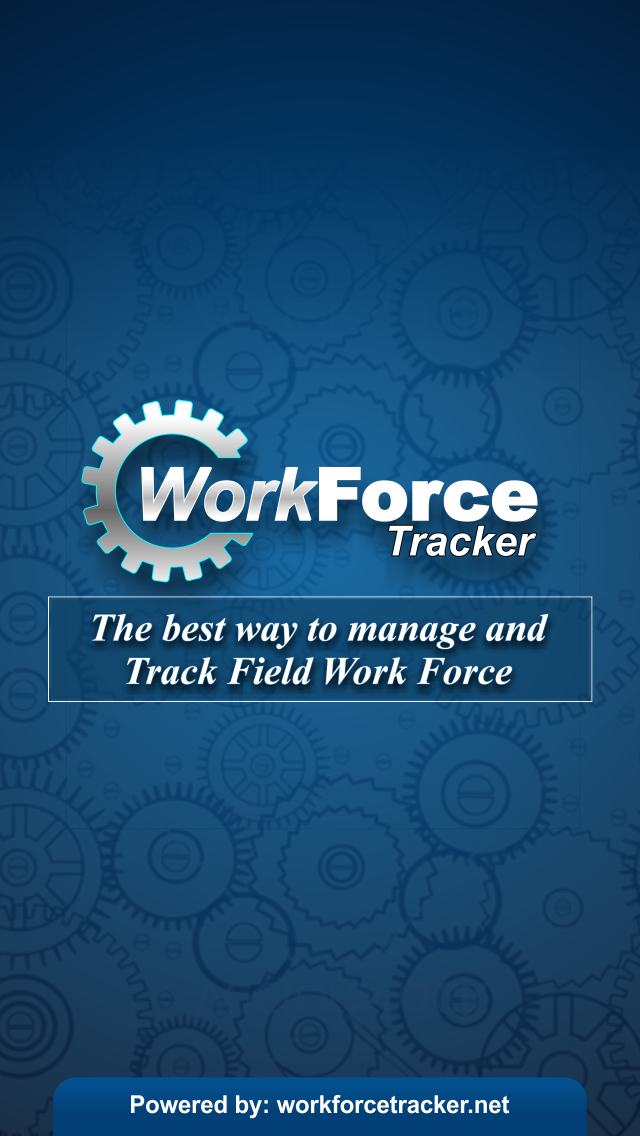 WorkForce
Tracker
The best way to manage and
Track Field Work Force
Powered by: workforcetracker.net